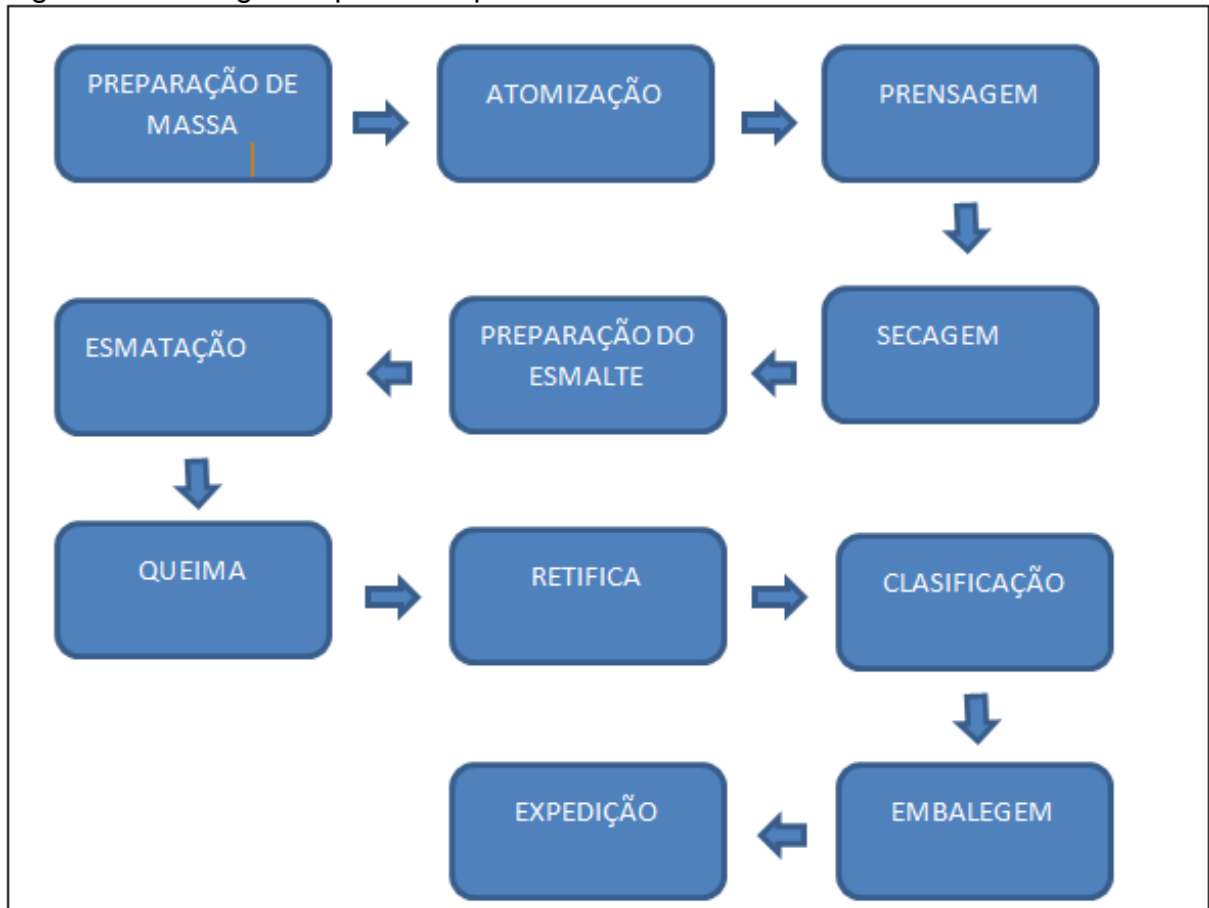 PREPARAÇÃO DE
MASSA
ATOMIZAÇÃO
PRENSAGEM
SECAGEM
PREPARAÇÃO DO
ESMALTE
ESMATAÇÃO
QUEIMA
RETIFICA
CLASIFICAÇÃO
EMBALEGEM
EXPEDIÇÃO